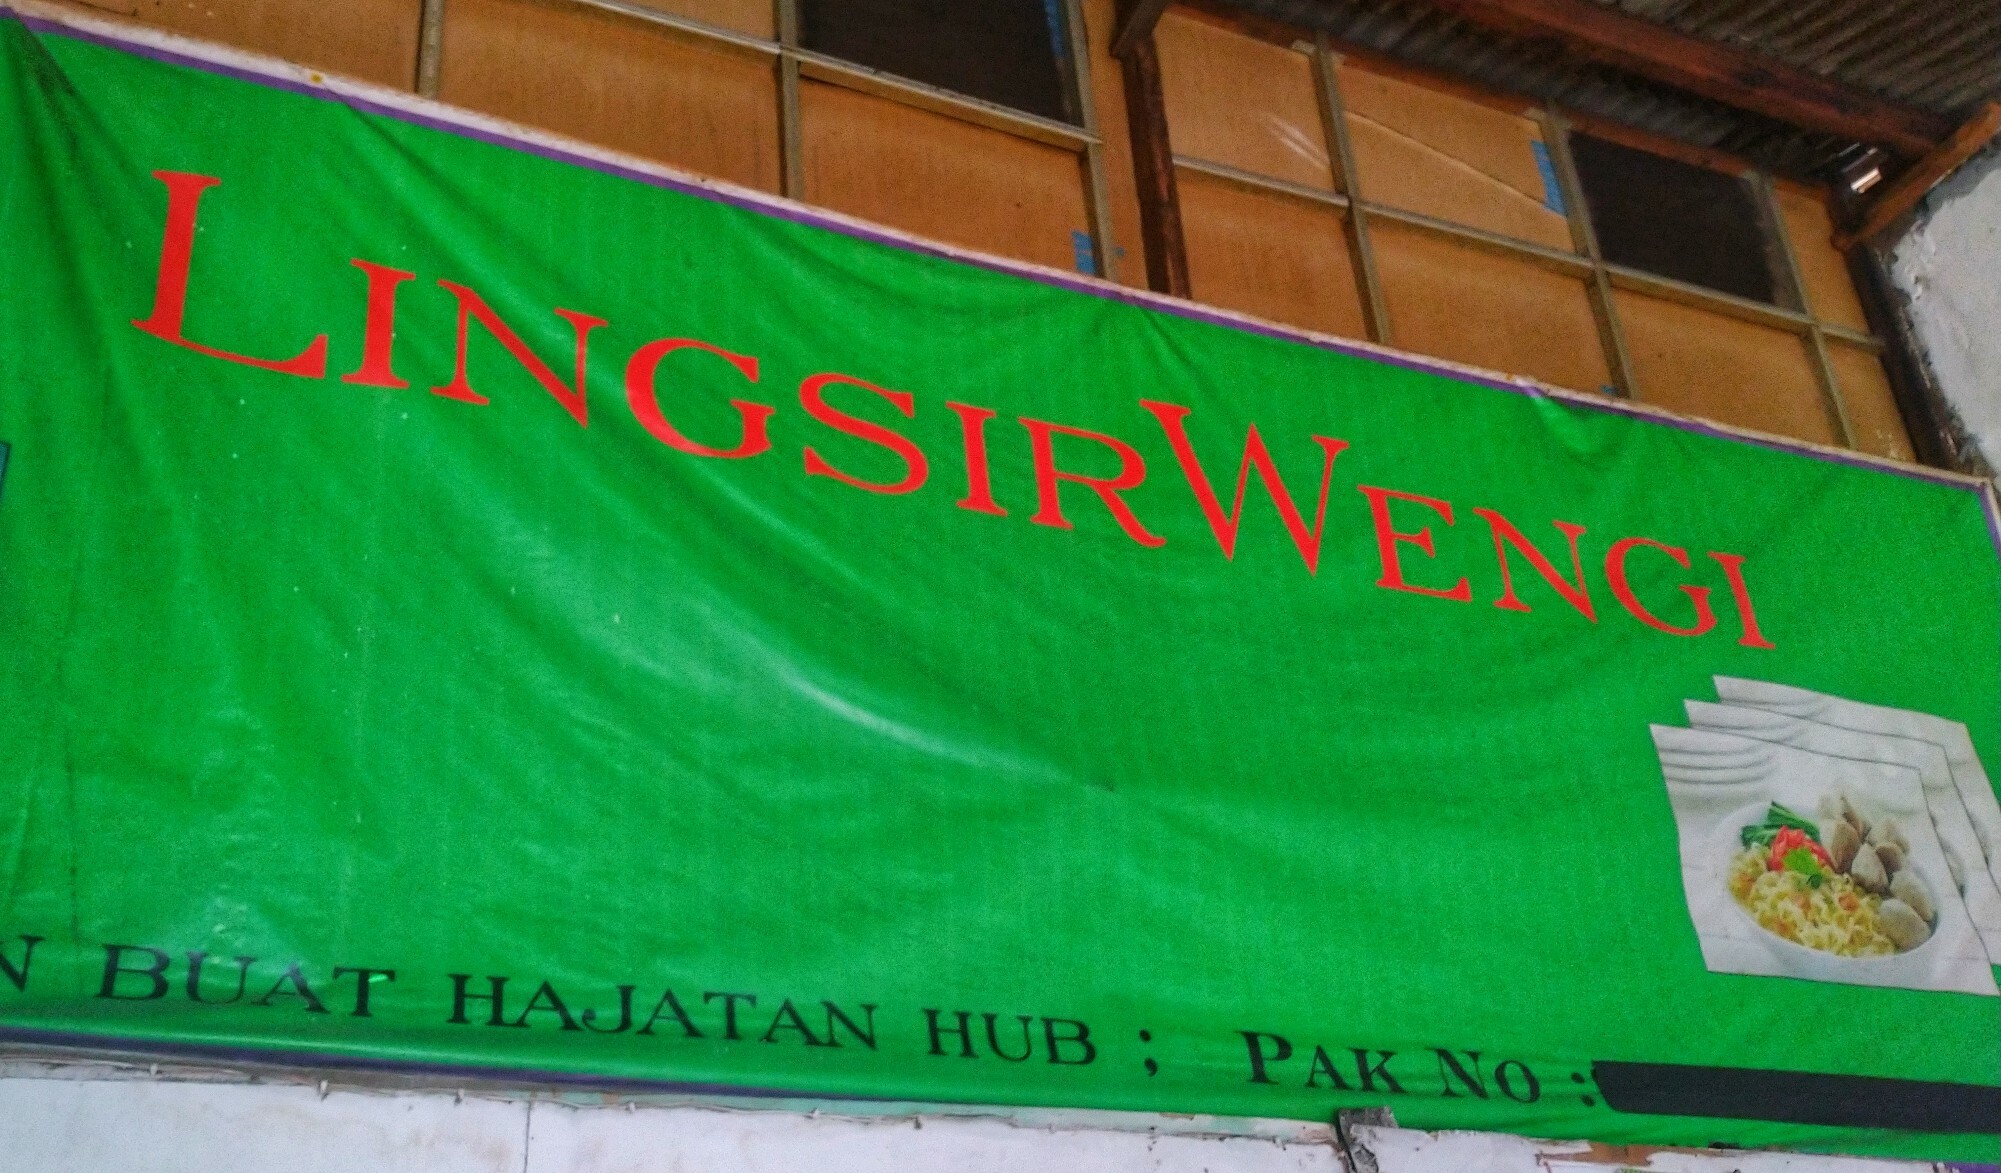 LINGSIRWENGI
N BUAT HAJATAN HUB ; PAK NO :